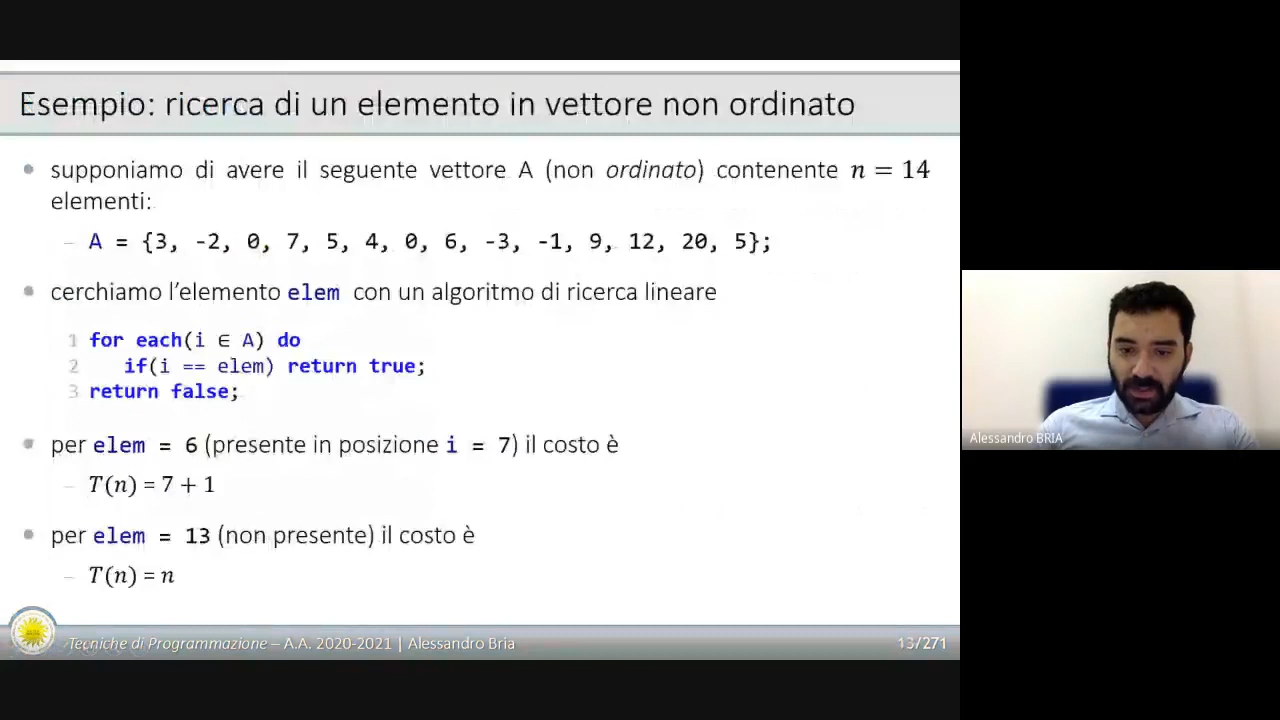 Esempio: ricerca di un elemento in vettore non ordinato
supponiamo di avere il seguente vettore A (non ordinato) contenente n = 14
elementi:
– A = {3, -2, 0, 7, 5, 4, 0, 6, -3, -1, 9, 12, 20, 5};
cerchiamo l’elemento elem con un algoritmo di ricerca lineare
1 for each(i ∈ A) do
2 if(i == elem) return true;
3 return false;
per elem = 6 (presente in posizione i = 7) il costo è
– T(n) = 7 + 1
per elem = 13 (non presente) il costo è
– T(n) = n
Tecniche di Programmazione – A.A. 2020-2021 | Alessandro Bria
13/271
Alessandro BRIA